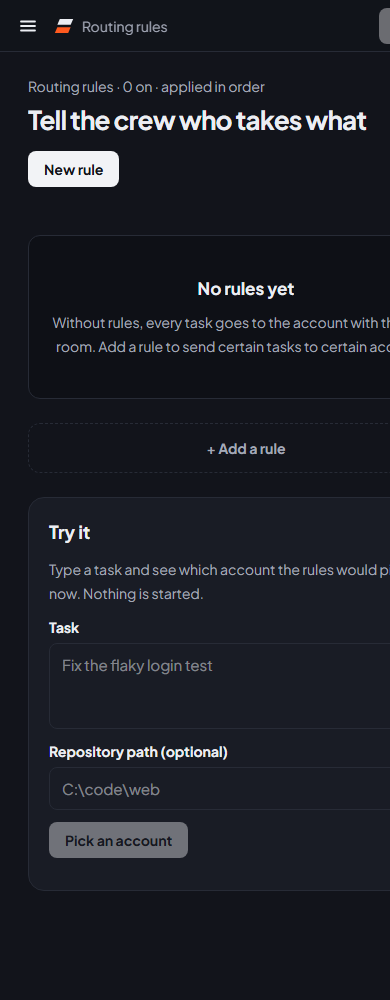 Routing rules
Routing rules · 0 on · applied in order
Tell the crew who takes what
New rule
No rules yet
Without rules, every task goes to the account with
room. Add a rule to send certain tasks to certain
+ Add a rule
Try it
Type a task and see which account the rules would
now. Nothing is started.
Task
Fix the flaky login test
Repository path (optional)
C:\code\web
Pick an account